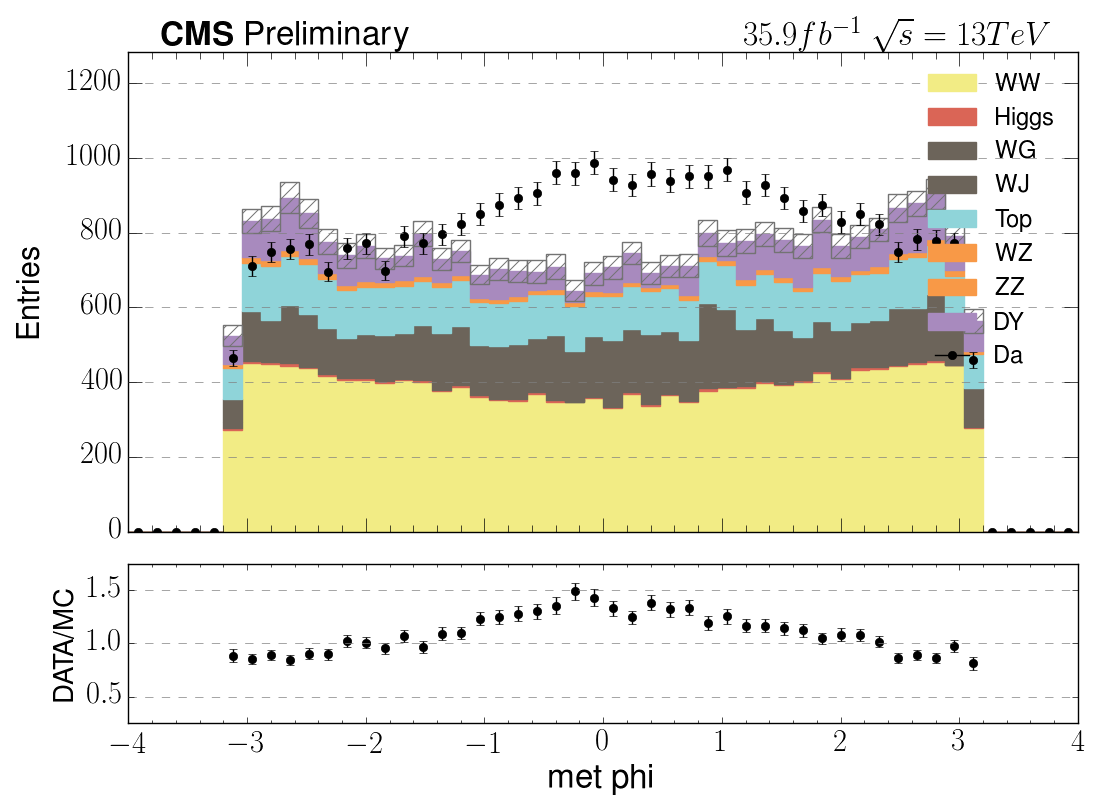 CMS Preliminary 35.9fb⁻¹ √s = 13TeV
1200
1000
800
600
400
200
0
Entries
WW
Higgs
WG
WJ
Top
WZ
ZZ
DY
Da
1.5
1.0
0.5
DATA/MC
−4 −3 −2 −1 0 1 2 3 4
met phi